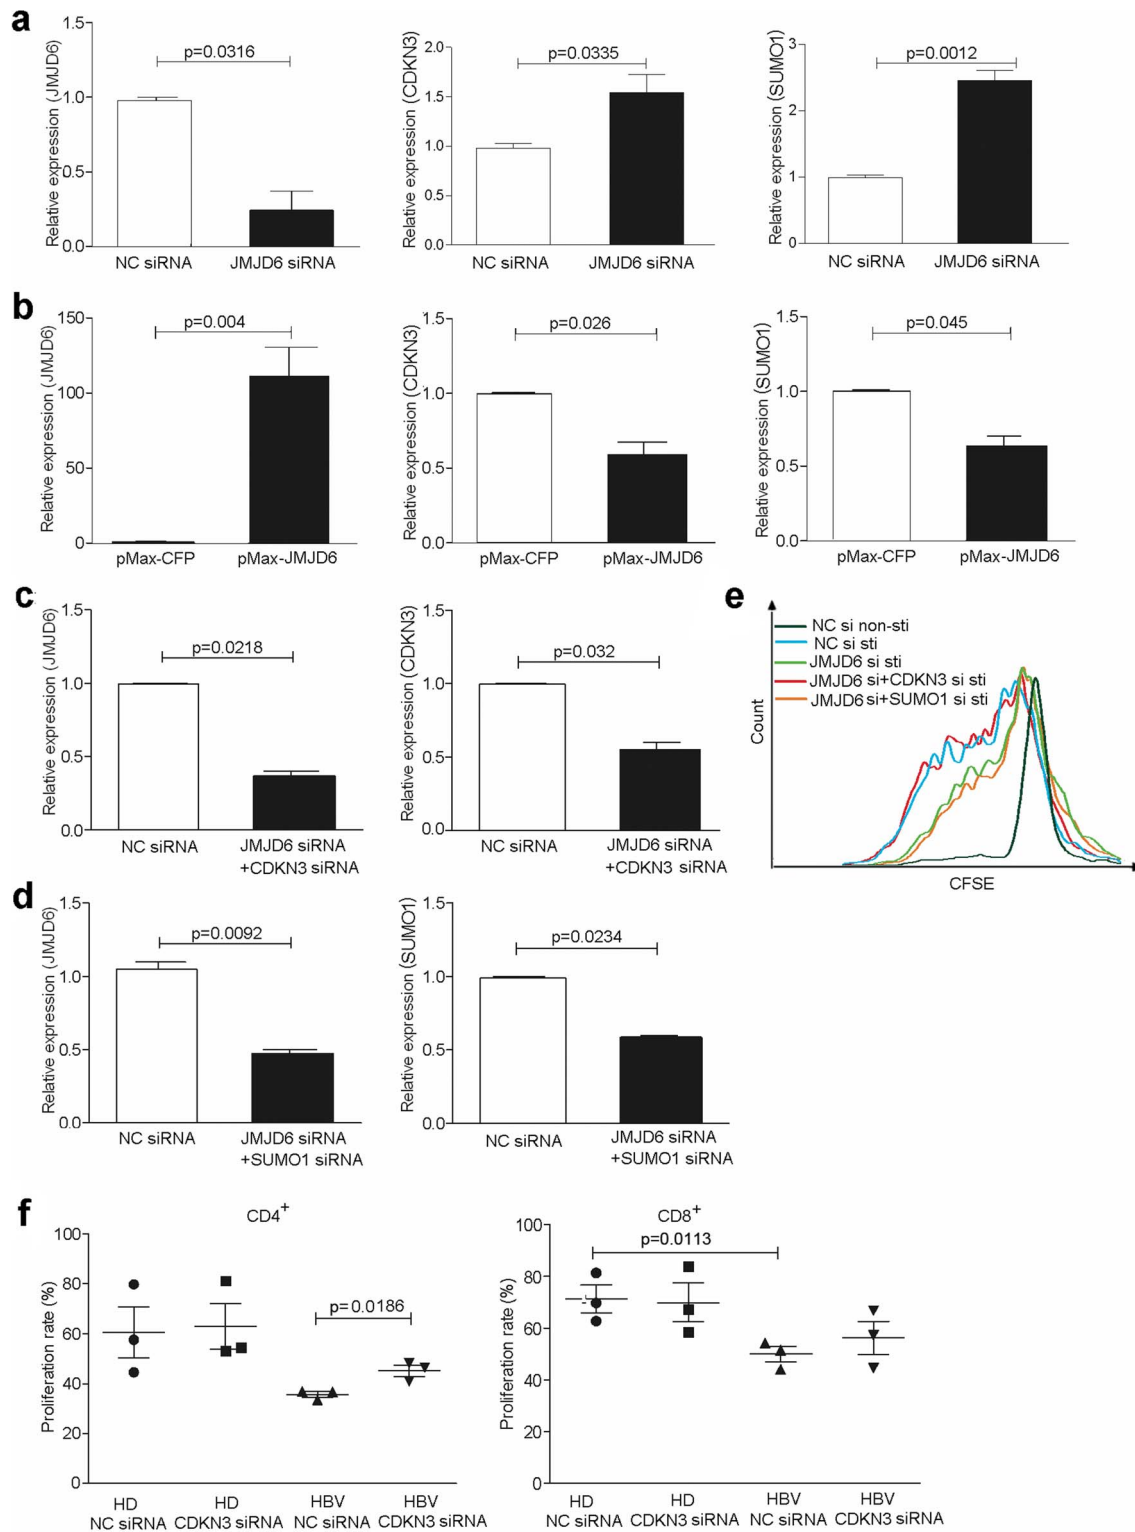 a
Relative expression (JMJD6)
1.5
1.0
0.5
0.0
p=0.0316
NC siRNA
JMJD6 siRNA
Relative expression (CDKN3)
2.0
1.5
1.0
0.5
0.0
p=0.0335
NC siRNA
JMJD6 siRNA
Relative expression (SUMO1)
3
2
1
0
p=0.0012
NC siRNA
JMJD6 siRNA
b
Relative expression (JMJD6)
150
100
50
0
p=0.004
pMax-CFP
pMax-JMJD6
Relative expression (CDKN3)
1.5
1.0
0.5
0.0
p=0.026
pMax-CFP
pMax-JMJD6
Relative expression (SUMO1)
1.5
1.0
0.5
0.0
p=0.045
pMax-CFP
pMax-JMJD6
c
Relative expression (JMJD6)
1.5
1.0
0.5
0.0
p=0.0218
NC siRNA
JMJD6 siRNA
+CDKN3 siRNA
Relative expression (CDKN3)
1.5
1.0
0.5
0.0
p=0.032
NC siRNA
JMJD6 siRNA
+CDKN3 siRNA
e
NC si non-sti
NC si sti
JMJD6 si sti
JMJD6 si+CDKN3 si sti
JMJD6 si+SUMO1 si sti
Count
CFSE
d
Relative expression (JMJD6)
1.5
1.0
0.5
0.0
p=0.0092
NC siRNA
JMJD6 siRNA
+SUMO1 siRNA
Relative expression (SUMO1)
1.5
1.0
0.5
0.0
p=0.0234
NC siRNA
JMJD6 siRNA
+SUMO1 siRNA
f
CD4+
Proliferation rate (%)
100
80
60
40
20
0
p=0.0186
HD
NC siRNA
HD
CDKN3 siRNA
HBV
NC siRNA
HBV
CDKN3 siRNA
CD8+
Proliferation rate (%)
100
80
60
40
20
0
p=0.0113
HD
NC siRNA
HD
CDKN3 siRNA
HBV
NC siRNA
HBV
CDKN3 siRNA